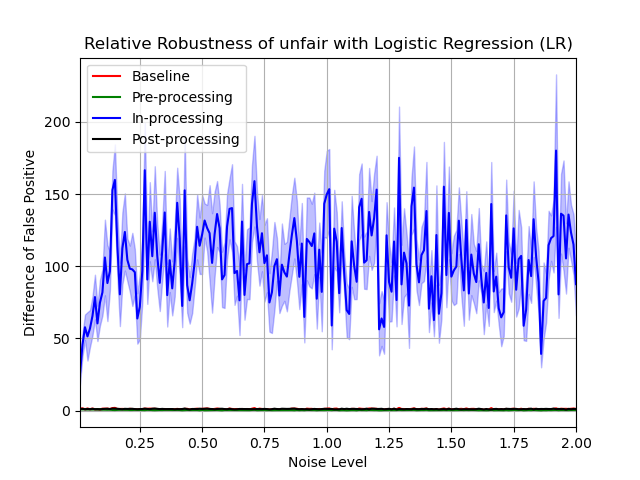 Relative Robustness of unfair with Logistic Regression (LR)
Baseline
Pre-processing
In-processing
Post-processing
Difference of False Positive
200
150
100
50
0
0.25 0.50 0.75 1.00 1.25 1.50 1.75 2.00
Noise Level